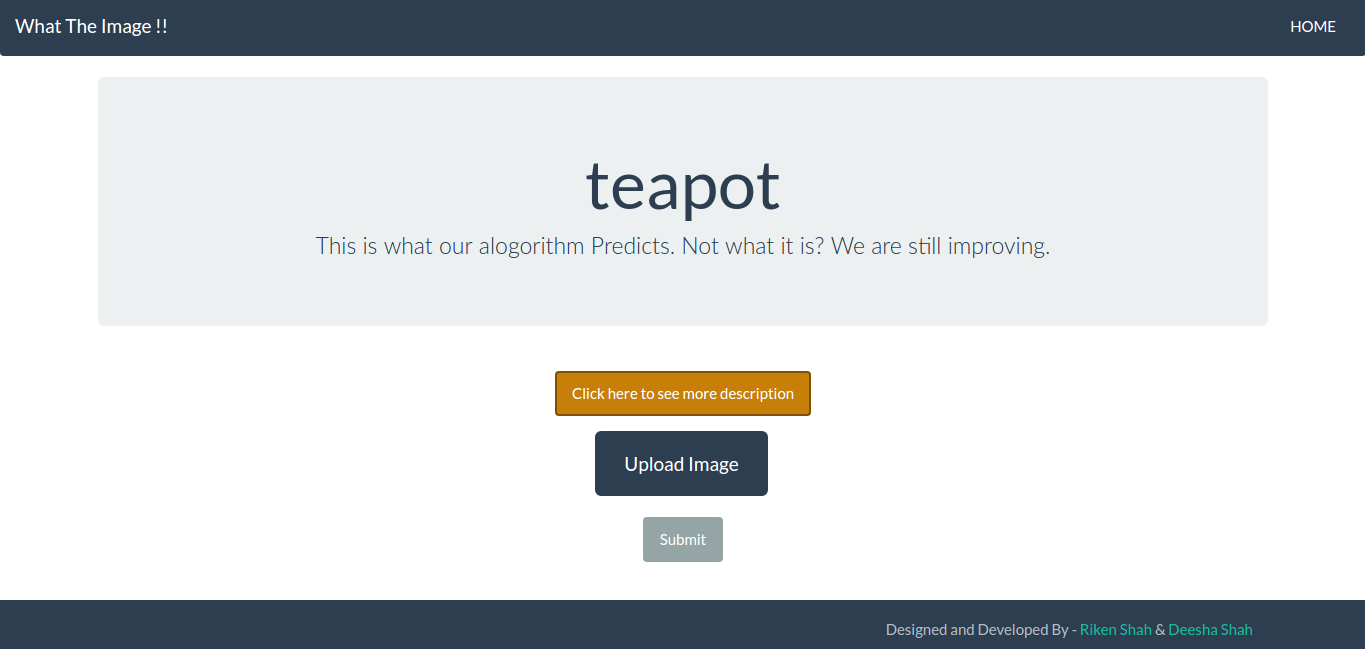 What The Image !!
HOME
teapot
This is what our alogorithm Predicts. Not what it is? We are still improving.
Click here to see more description
Upload Image
Submit
Designed and Developed By - Riken Shah & Deesha Shah